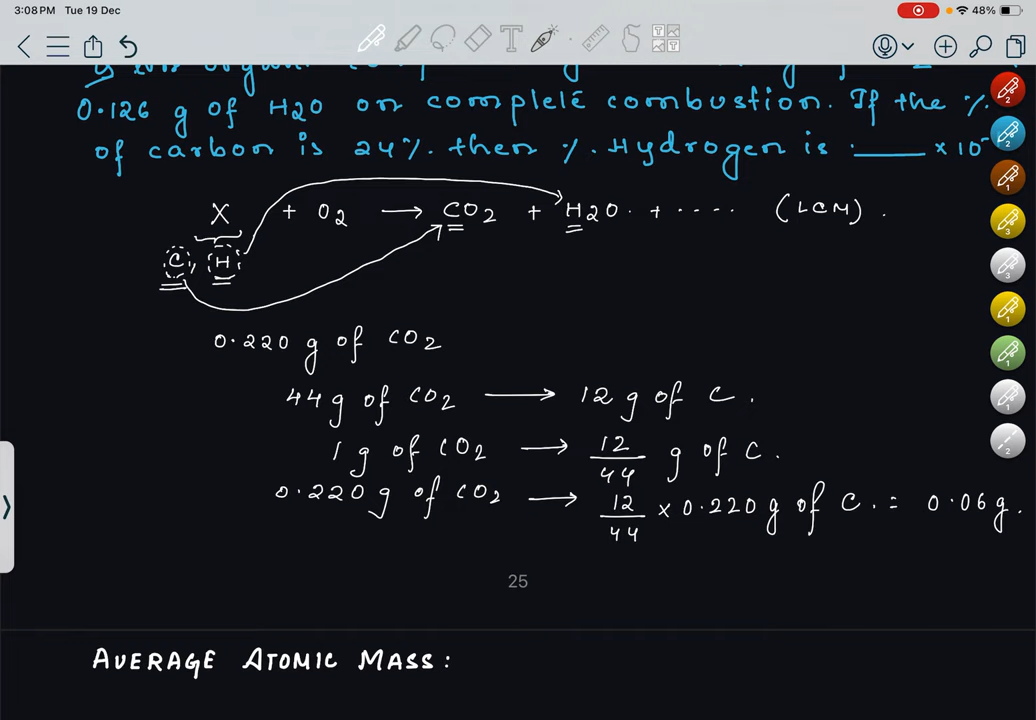 3:08 PM Tue 19 Dec
48%
0.126 g of H2O on complete combustion. If the %
of carbon is 24%. then %. Hydrogen is ____ × 10
X + O2 → CO2 + H2O. + .... (LCM).
C, H
0.220 g of CO2
44 g of CO2 → 12 g of C.
1 g of CO2 → 12/44 g of C.
0.220 g of CO2 → 12/44 × 0.220 g of C. = 0.06 g.
25
AVERAGE ATOMIC MASS: